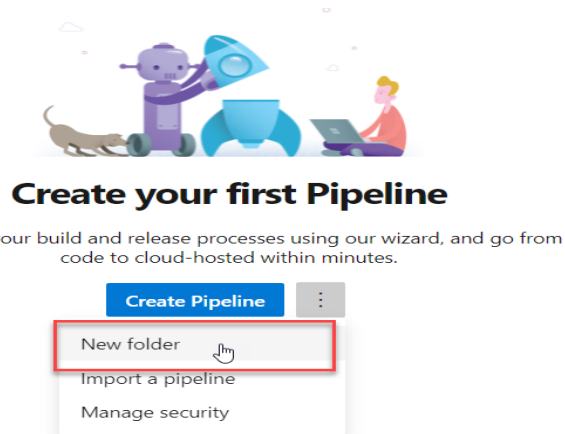 Create your first Pipeline
our build and release processes using our wizard, and go from
code to cloud-hosted within minutes.
Create Pipeline
New folder
Import a pipeline
Manage security